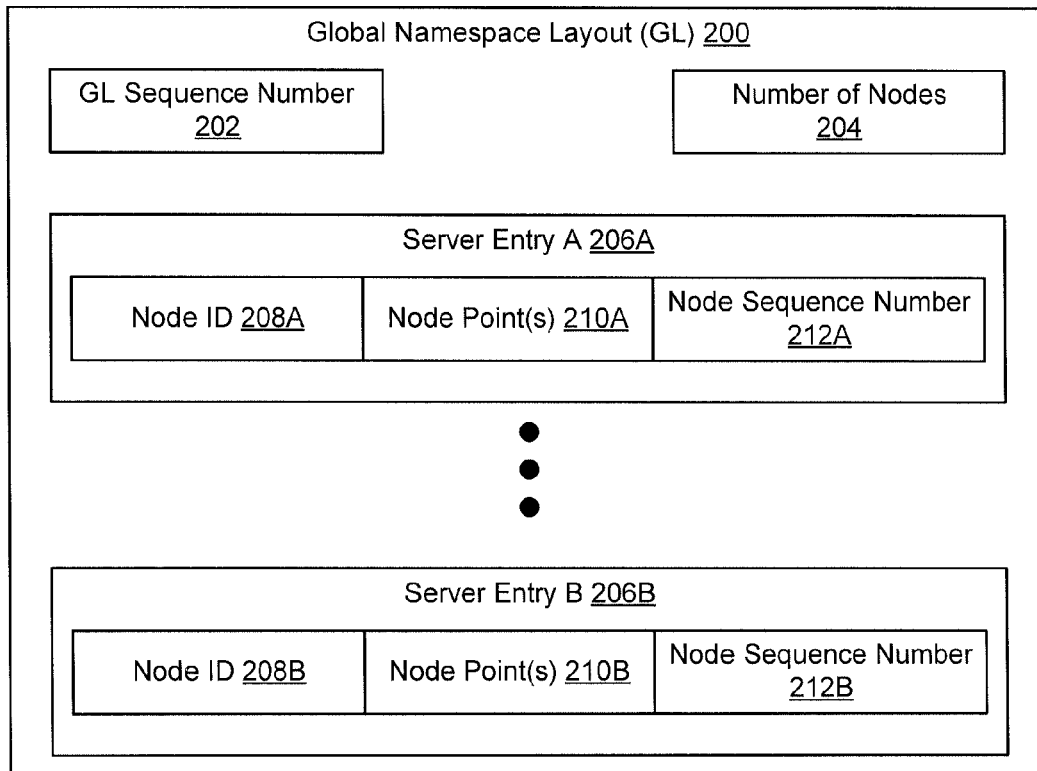 Global Namespace Layout (GL) 200
GL Sequence Number
202
Number of Nodes
204
Server Entry A 206A
Node ID 208A
Node Point(s) 210A
Node Sequence Number
212A
Server Entry B 206B
Node ID 208B
Node Point(s) 210B
Node Sequence Number
212B